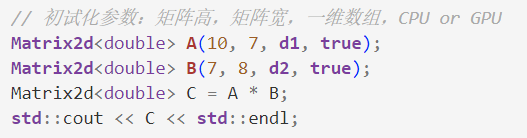 // 初试化参数：矩阵高，矩阵宽，一维数组，CPU or GPU
Matrix2d<double> A(10, 7, d1, true);
Matrix2d<double> B(7, 8, d2, true);
Matrix2d<double> C = A * B;
std::cout << C << std::endl;